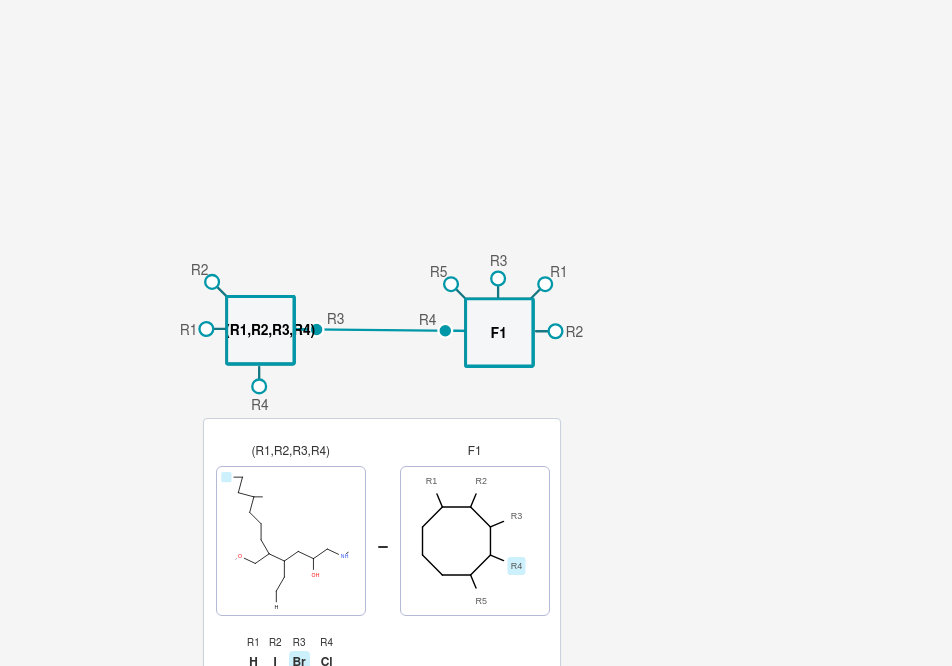 R2
R5
R3
R1
R1
(R1,R2,R3,R4)
R3
R4
F1
R2
R4
(R1,R2,R3,R4)
F1
R1
R2
R3
R4
R5
OH
H
R1 R2 R3 R4
H I Br Cl